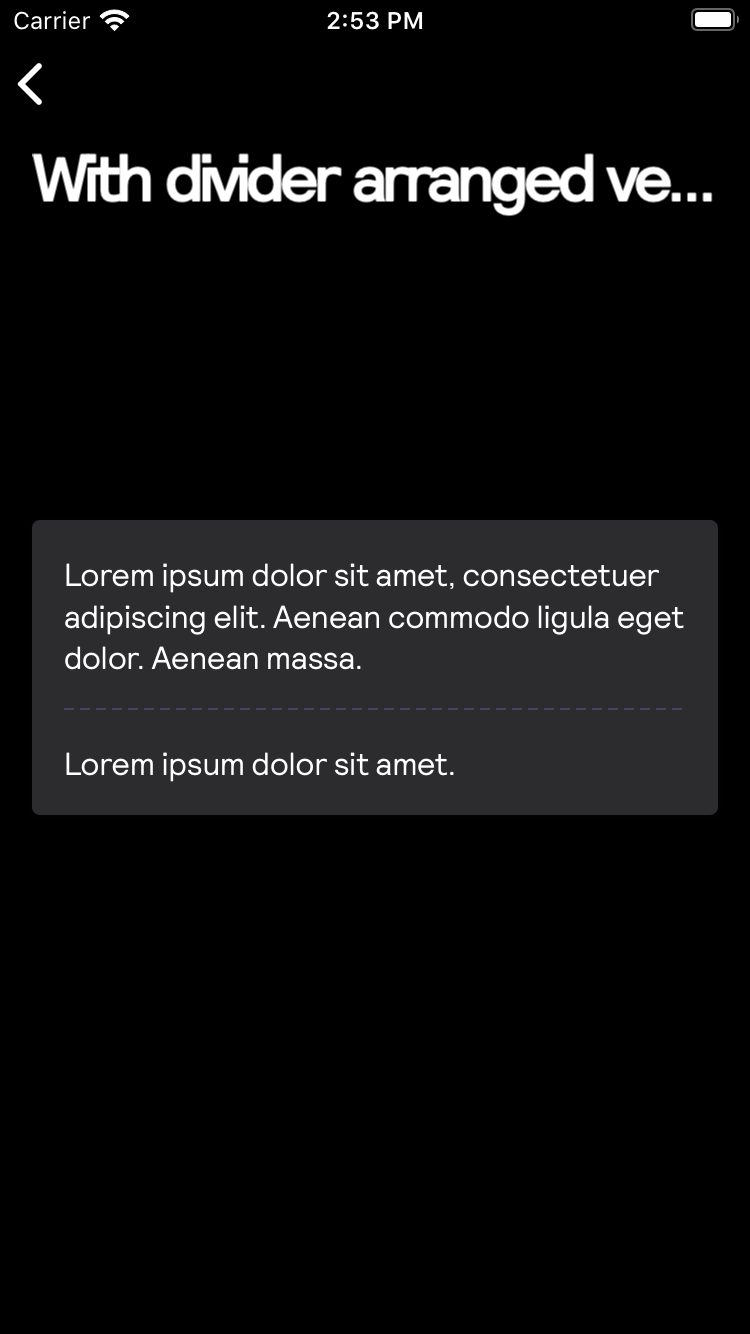 Carrier
2:53 PM
With divider arranged ve...
Lorem ipsum dolor sit amet, consectetuer
adipiscing elit. Aenean commodo ligula eget
dolor. Aenean massa.
Lorem ipsum dolor sit amet.